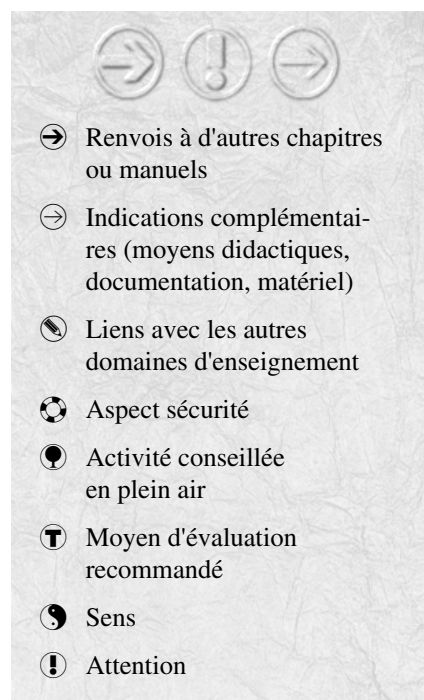 Renvois à d'autres chapitres
ou manuels
Indications complémentai-
res (moyens didactiques,
documentation, matériel)
Liens avec les autres
domaines d'enseignement
Aspect sécurité
Activité conseillée
en plein air
T Moyen d'évaluation
recommandé
Sens
! Attention